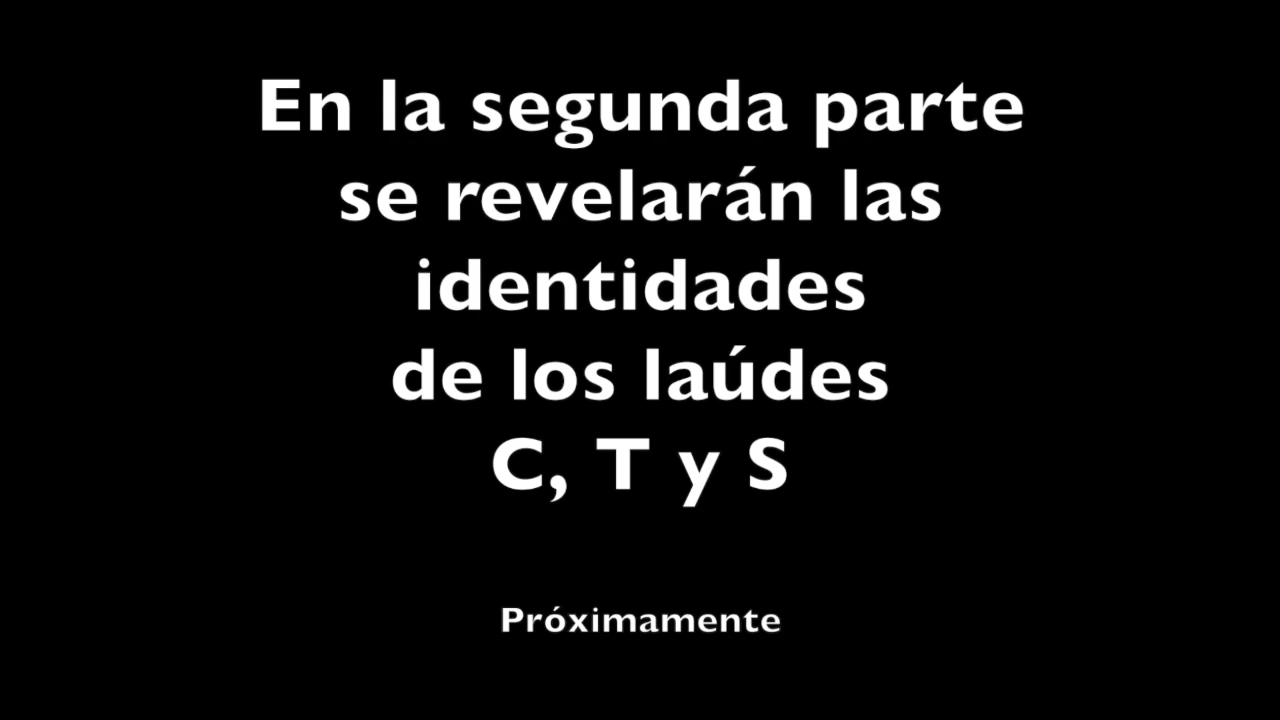 En la segunda parte
se revelarán las
identidades
de los laúdes
C, T y S
Próximamente